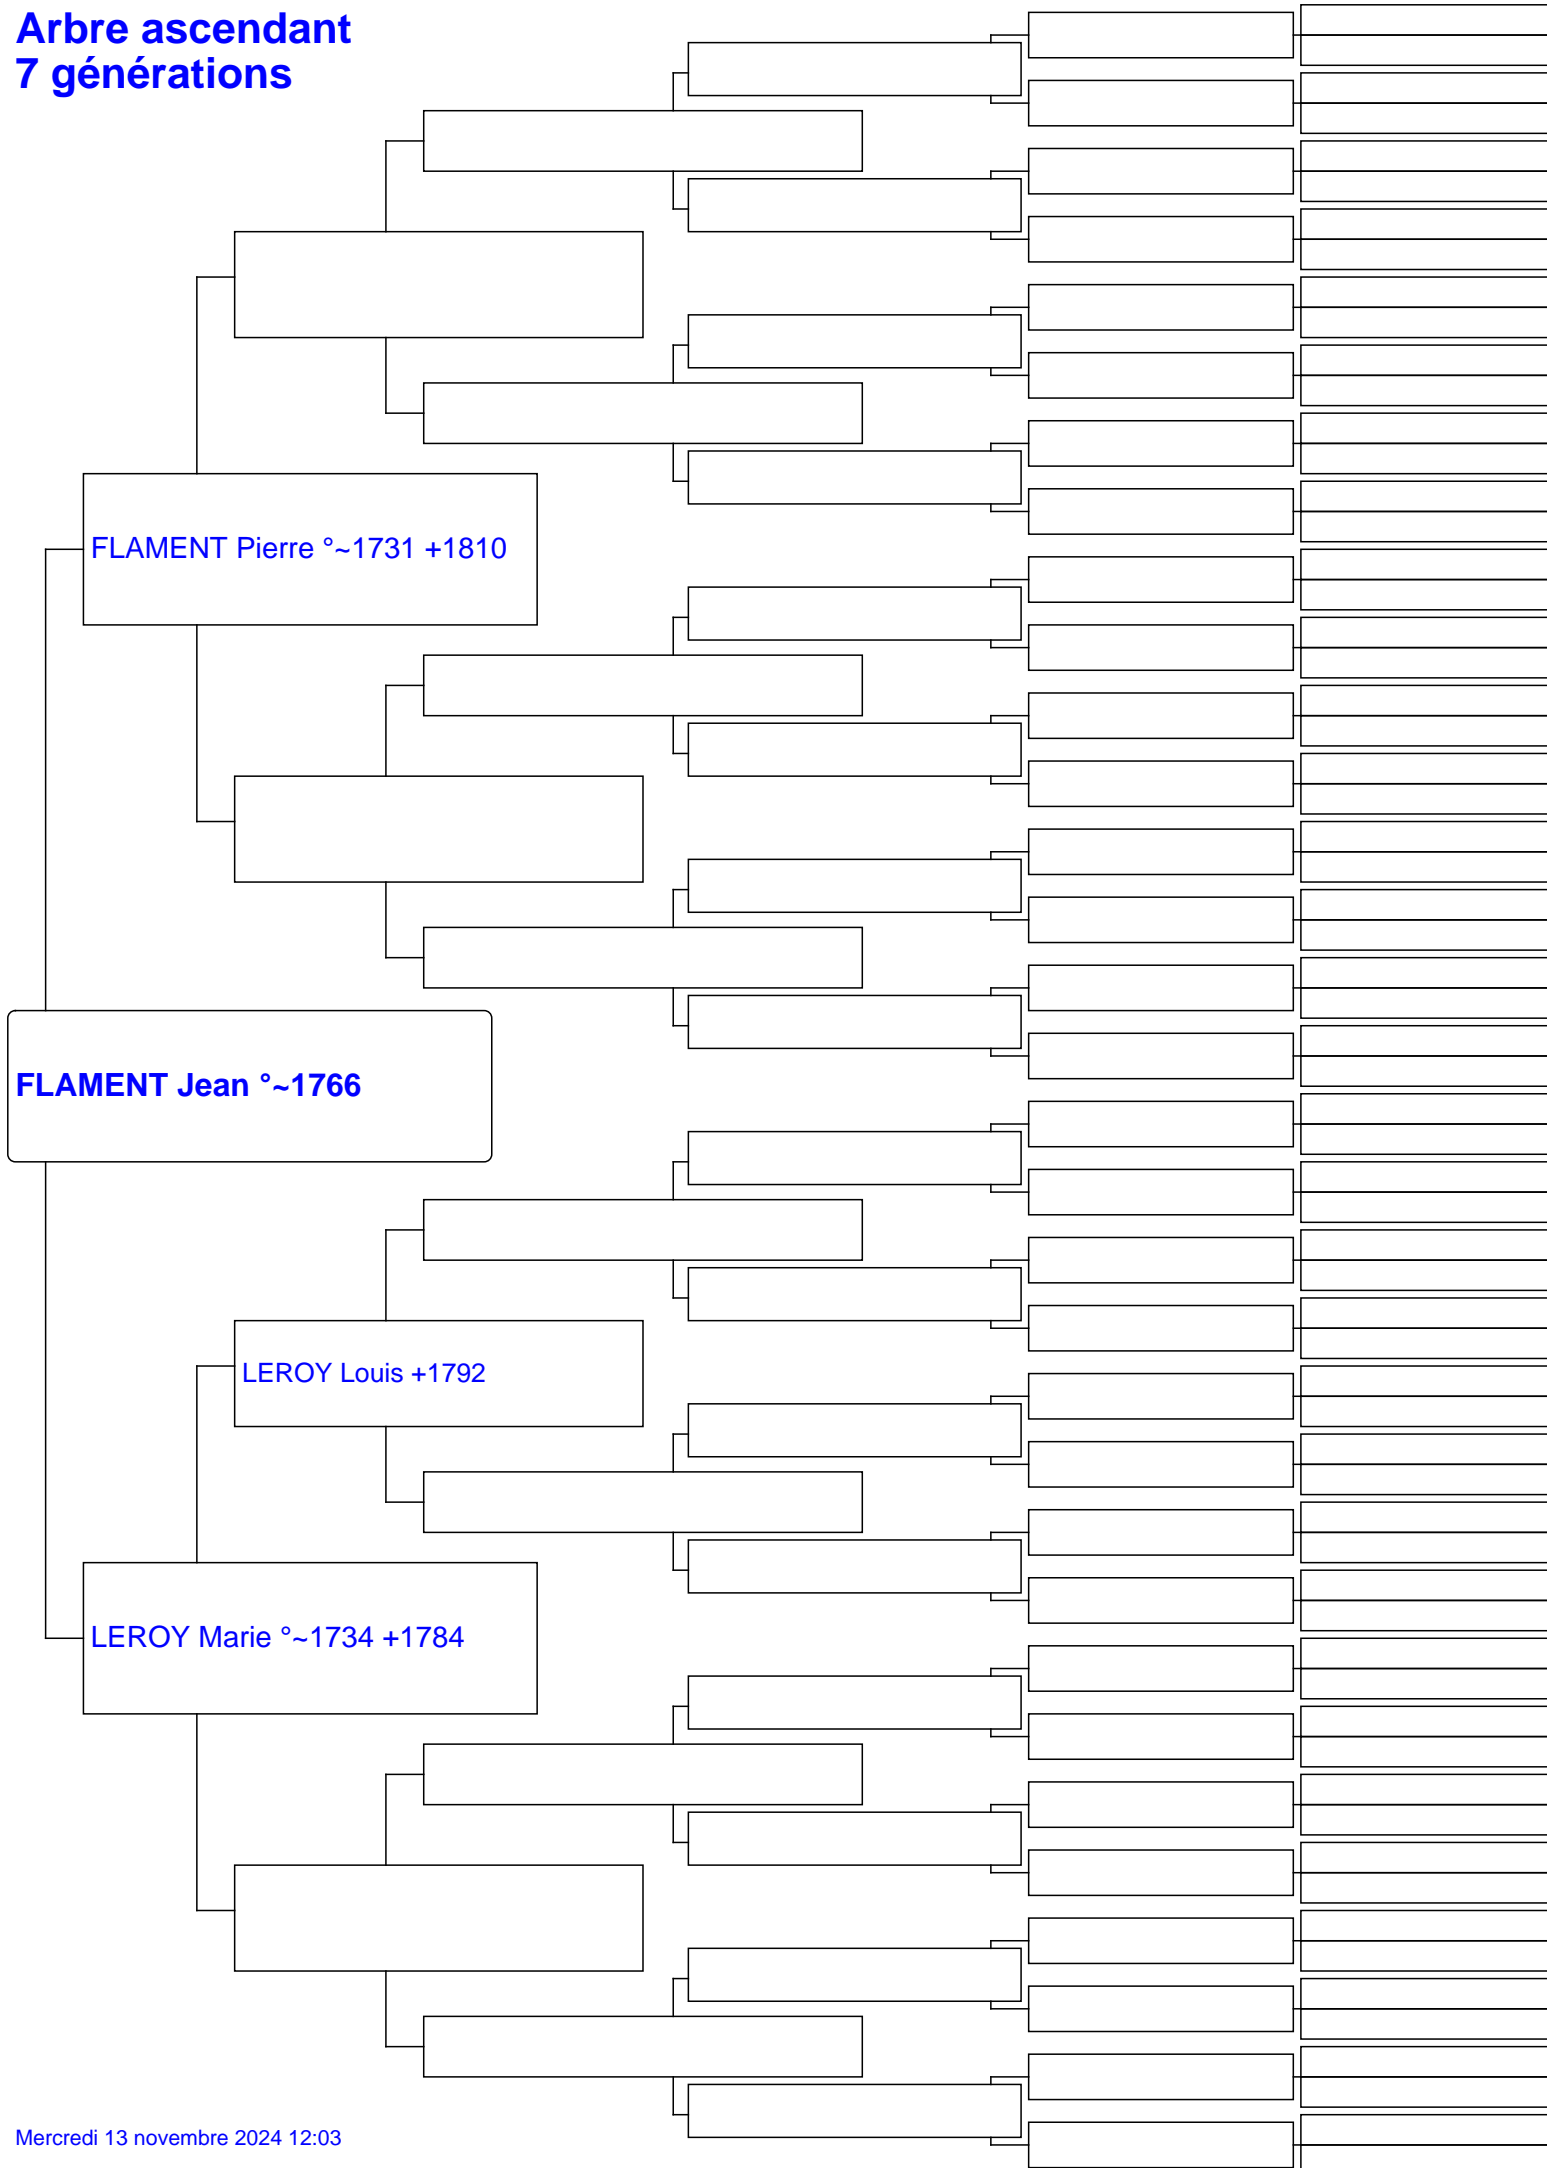 Arbre ascendant
7 générations
FLAMENT Pierre °~1731 +1810
FLAMENT Jean °~1766
LEROY Louis +1792
LEROY Marie °~1734 +1784
Mercredi 13 novembre 2024 12:03